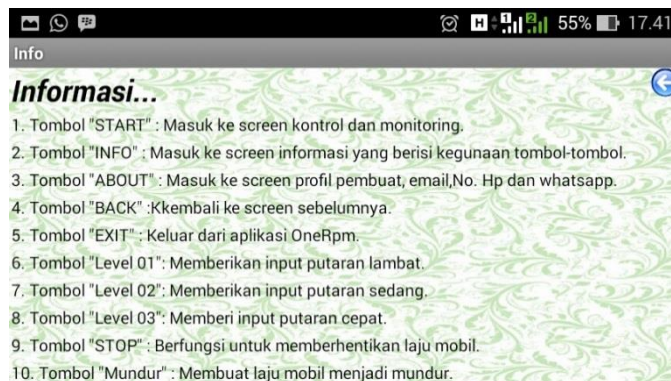 55% 17.41
Info
Informasi...
1. Tombol "START" : Masuk ke screen kontrol dan monitoring.
2. Tombol "INFO" : Masuk ke screen informasi yang berisi kegunaan tombol-tombol.
3. Tombol "ABOUT" : Masuk ke screen profil pembuat, email,No. Hp dan whatsapp.
4. Tombol "BACK" :Kkembali ke screen sebelumnya.
5. Tombol "EXIT" : Keluar dari aplikasi OneRpm.
6. Tombol "Level 01": Memberikan input putaran lambat.
7. Tombol "Level 02": Memberikan input putaran sedang.
8. Tombol "Level 03": Memberi input putaran cepat.
9. Tombol "STOP" : Berfungsi untuk memberhentikan laju mobil.
10. Tombol "Mundur" : Membuat laju mobil menjadi mundur.